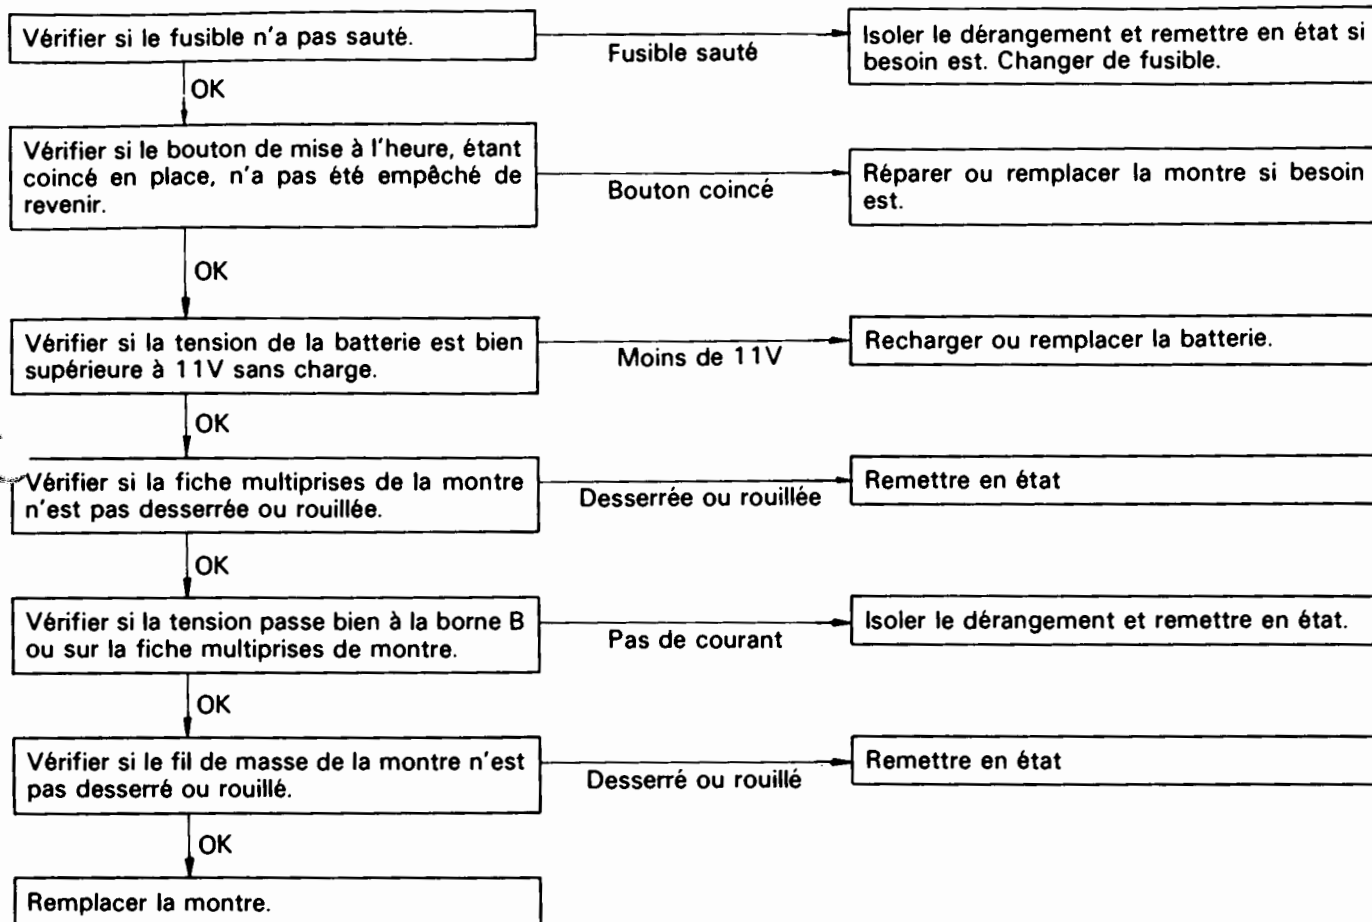 Vérifier si le fusible n'a pas sauté.
Fusible sauté
Isoler le dérangement et remettre en état si
besoin est. Changer de fusible.
OK
Vérifier si le bouton de mise à l'heure, étant
coincé en place, n'a pas été empêché de
revenir.
Bouton coincé
Réparer ou remplacer la montre si besoin
est.
OK
Vérifier si la tension de la batterie est bien
supérieure à 11V sans charge.
Moins de 11V
Recharger ou remplacer la batterie.
OK
Vérifier si la fiche multiprises de la montre
n'est pas desserrée ou rouillée.
Desserrée ou rouillée
Remettre en état
OK
Vérifier si la tension passe bien à la borne B
ou sur la fiche multiprises de montre.
Pas de courant
Isoler le dérangement et remettre en état.
OK
Vérifier si le fil de masse de la montre n'est
pas desserré ou rouillé.
Desserré ou rouillé
Remettre en état
OK
Remplacer la montre.